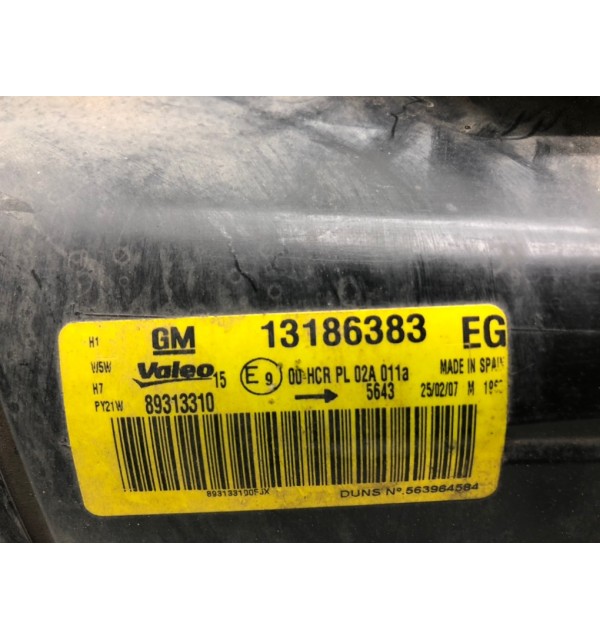 H1 GM 13186383 EG
W5W Valeo 15 E9 00 HCR PL 02A 011a MADE IN SPAIN
H7 → 5643 25/02/07 M
PY21W 89313310
DUNS Nº.563964584